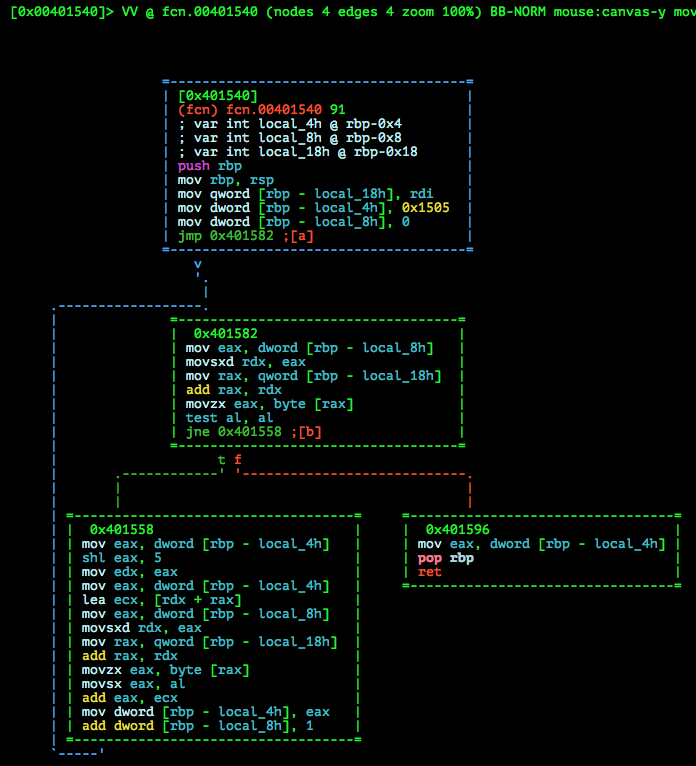 [0x00401540]> VV @ fcn.00401540 (nodes 4 edges 4 zoom 100%) BB-NORM mouse:canvas-y mov
[0x401540]
(fcn) fcn.00401540 91
; var int local_4h @ rbp-0x4
; var int local_8h @ rbp-0x8
; var int local_18h @ rbp-0x18
push rbp
mov rbp, rsp
mov qword [rbp - local_18h], rdi
mov dword [rbp - local_4h], 0x1505
mov dword [rbp - local_8h], 0
jmp 0x401582 ;[a]
v
0x401582
mov eax, dword [rbp - local_8h]
movsxd rdx, eax
mov rax, qword [rbp - local_18h]
add rax, rdx
movzx eax, byte [rax]
test al, al
jne 0x401558 ;[b]
t f
0x401558
mov eax, dword [rbp - local_4h]
shl eax, 5
mov edx, eax
mov eax, dword [rbp - local_4h]
lea ecx, [rdx + rax]
mov eax, dword [rbp - local_8h]
movsxd rdx, eax
mov rax, qword [rbp - local_18h]
add rax, rdx
movzx eax, byte [rax]
movsx eax, al
add eax, ecx
mov dword [rbp - local_4h], eax
add dword [rbp - local_8h], 1
0x401596
mov eax, dword [rbp - local_4h]
pop rbp
ret